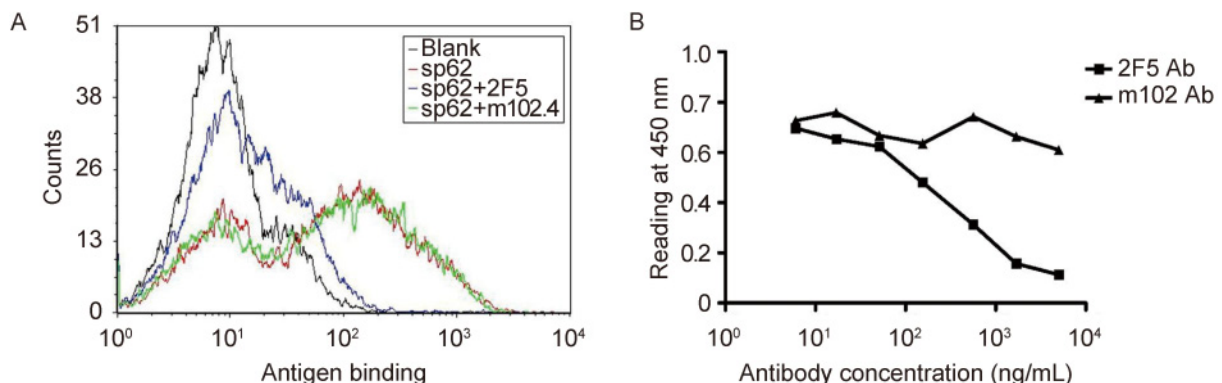 A
51
38
26
13
0
Counts
10⁰
10¹
10²
10³
10⁴
Antigen binding
Blank
sp62
sp62+2F5
sp62+m102.4
B
1.0
0.7
0.6
0.4
0.2
0
Reading at 450 nm
10⁰
10¹
10²
10³
10⁴
Antibody concentration (ng/mL)
2F5 Ab
m102 Ab